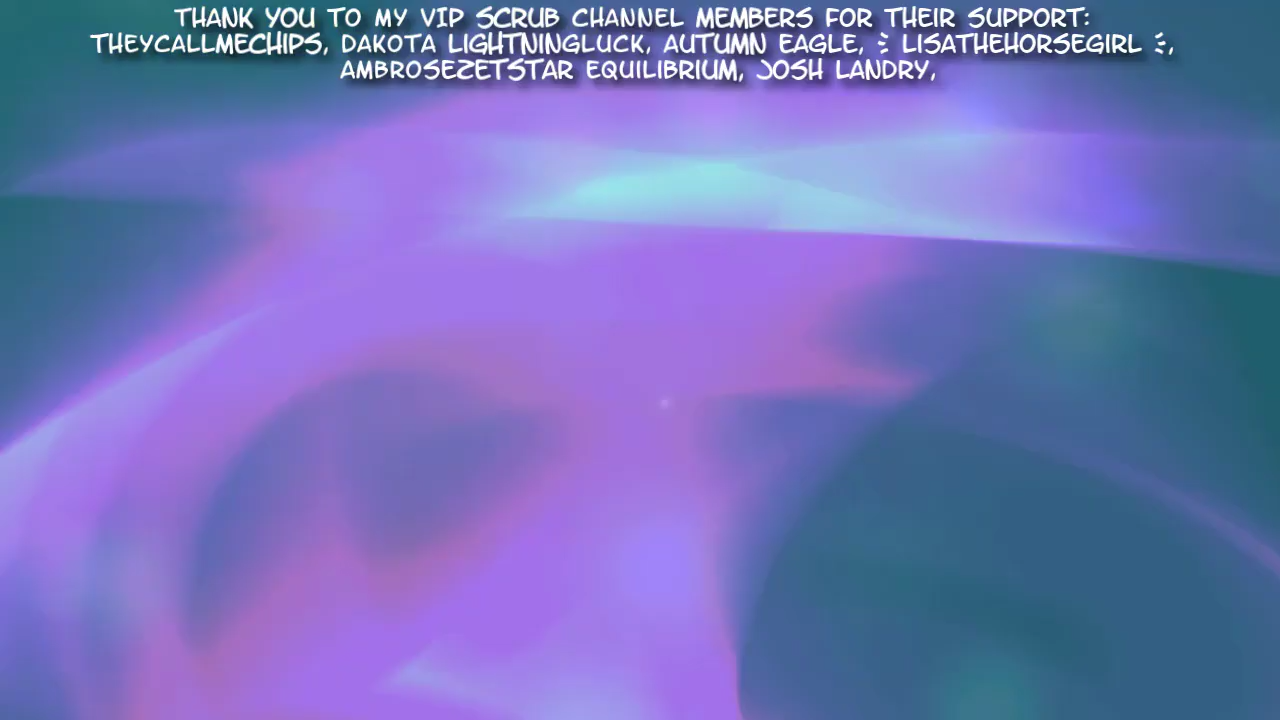 THANK YOU TO MY VIP SCRUB CHANNEL MEMBERS FOR THEIR SUPPORT:
THEYCALLMECHIPS, DAKOTA LIGHTNINGLUCK, AUTUMN EAGLE, LISATHEHORSEGIRL,
AMBROSEZETSTAR EQUILIBRIUM, JOSH LANDRY,